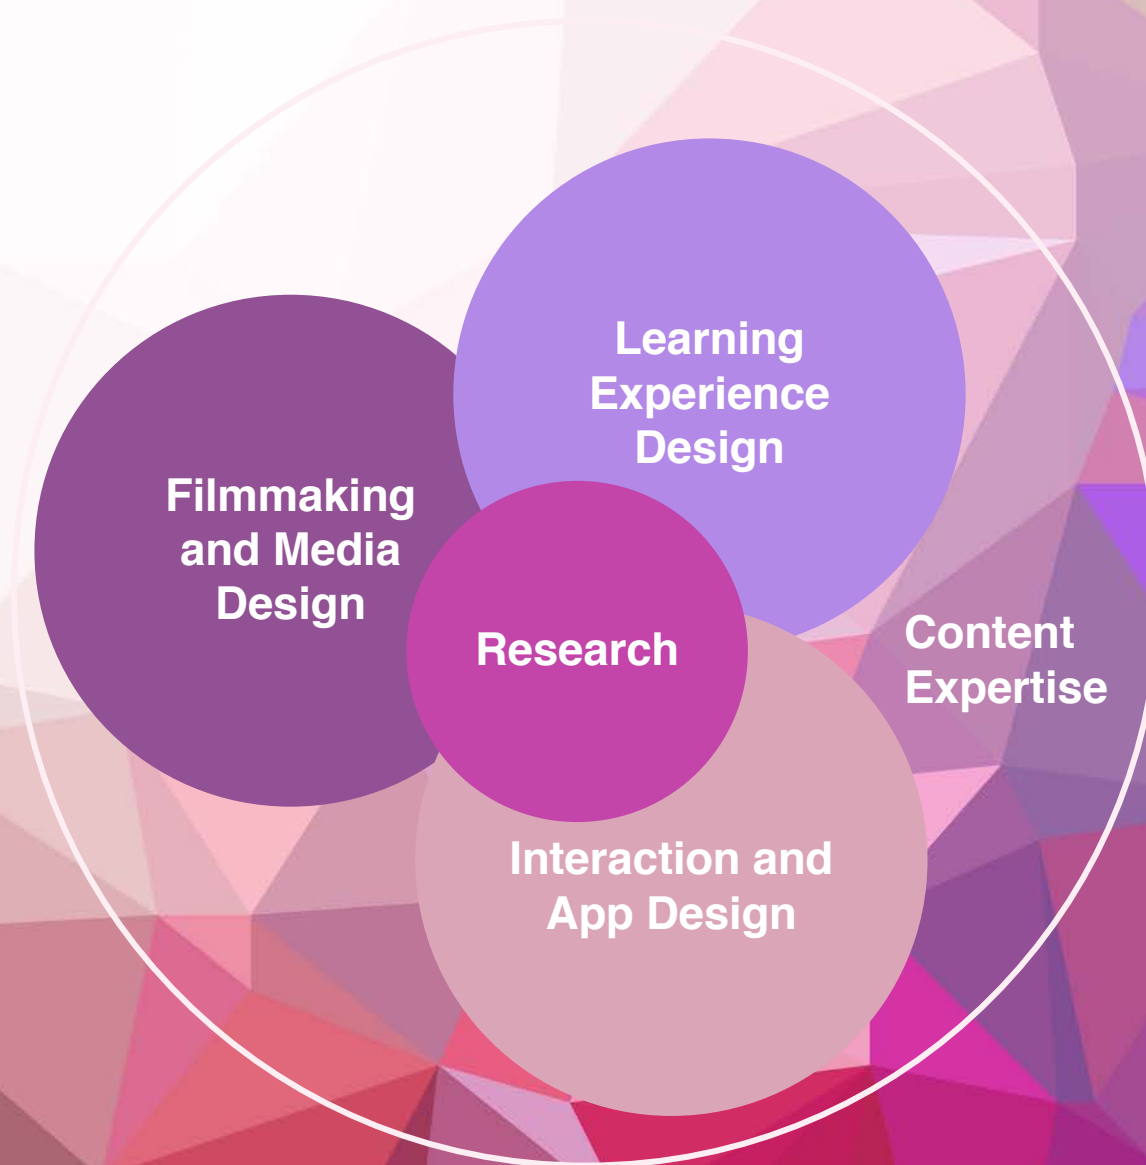 Learning
Experience
Design
Filmmaking
and Media
Design
Research
Content
Expertise
Interaction and
App Design